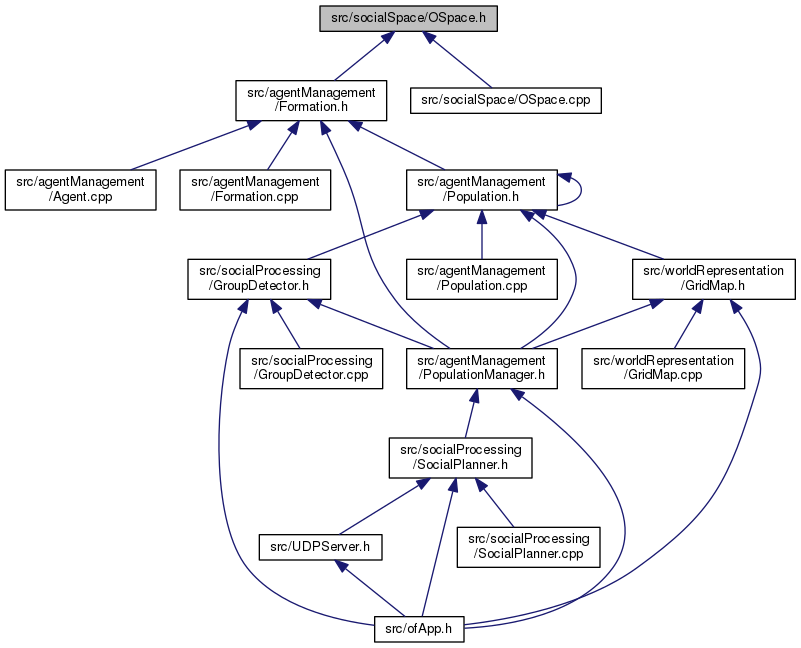 src/socialSpace/OSpace.h
src/agentManagement
/Formation.h
src/socialSpace/OSpace.cpp
src/agentManagement
/Agent.cpp
src/agentManagement
/Formation.cpp
src/agentManagement
/Population.h
src/socialProcessing
/GroupDetector.h
src/agentManagement
/Population.cpp
src/worldRepresentation
/GridMap.h
src/socialProcessing
/GroupDetector.cpp
src/agentManagement
/PopulationManager.h
src/worldRepresentation
/GridMap.cpp
src/socialProcessing
/SocialPlanner.h
src/UDPServer.h
src/socialProcessing
/SocialPlanner.cpp
src/ofApp.h